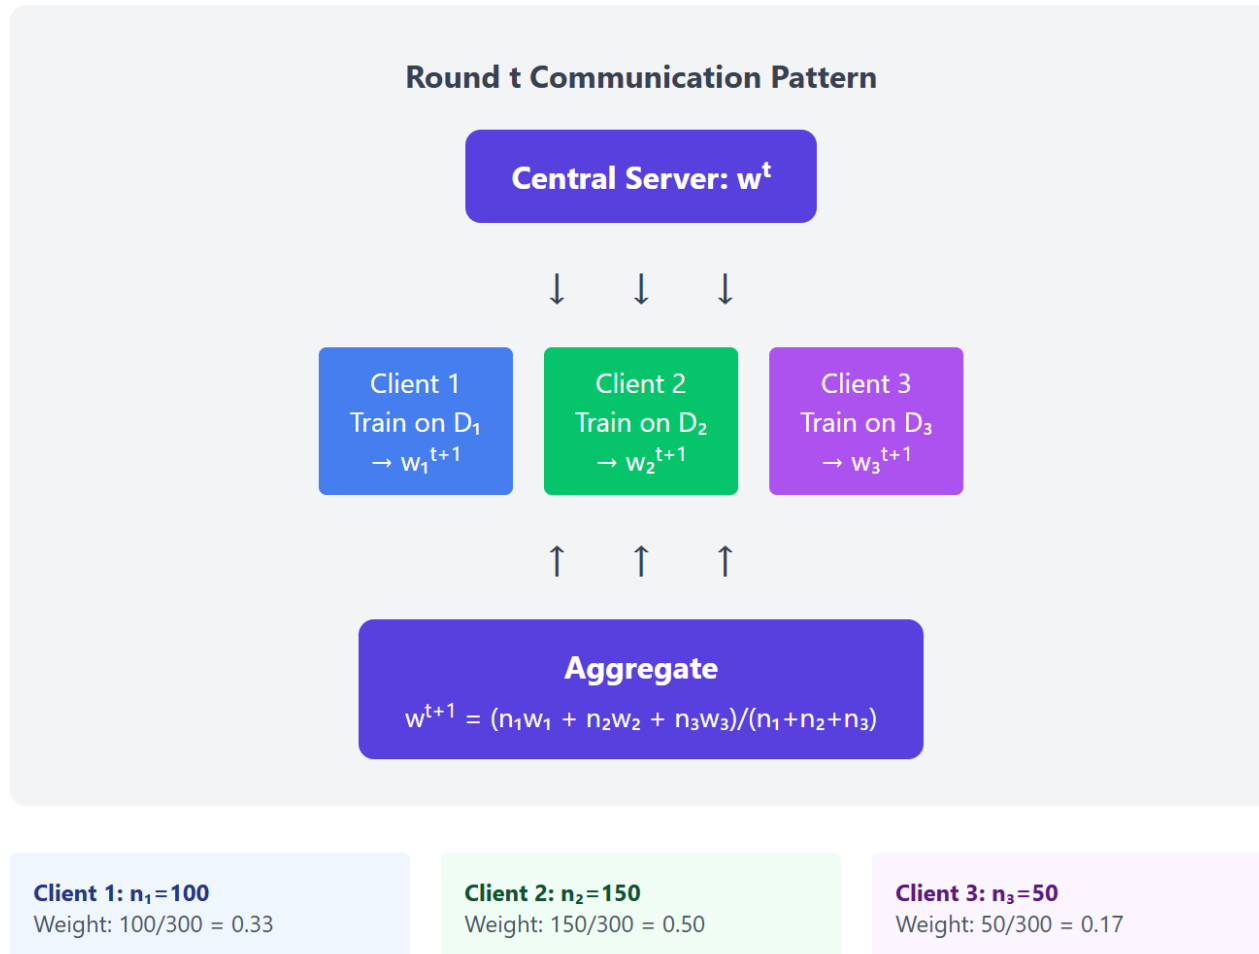 Round t Communication Pattern
Central Server: wᵗ
↓ ↓ ↓
Client 1
Train on D₁
→ w₁ᵗ⁺¹
Client 2
Train on D₂
→ w₂ᵗ⁺¹
Client 3
Train on D₃
→ w₃ᵗ⁺¹
↑ ↑ ↑
Aggregate
wᵗ⁺¹ = (n₁w₁ + n₂w₂ + n₃w₃)/(n₁+n₂+n₃)
Client 1: n₁=100
Weight: 100/300 = 0.33
Client 2: n₂=150
Weight: 150/300 = 0.50
Client 3: n₃=50
Weight: 50/300 = 0.17